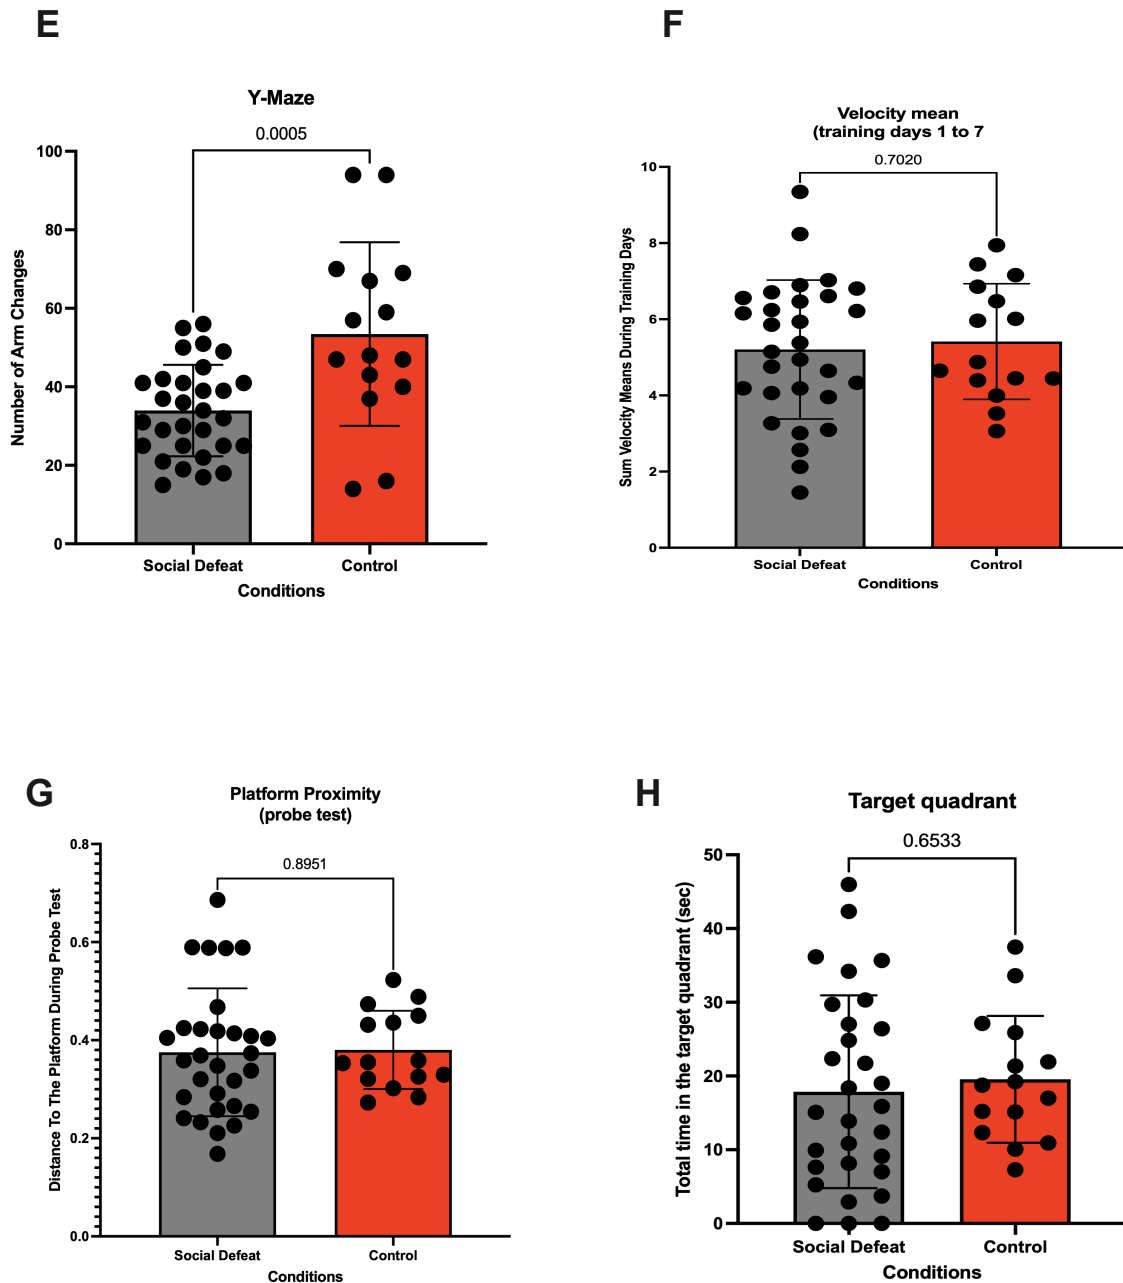 E
Y-Maze
0.0005
100
80
60
40
20
0
Number of Arm Changes
Social Defeat
Control
Conditions
F
Velocity mean
(training days 1 to 7
0.7020
10
8
6
4
2
0
Sum Velocity Means During Training Days
Social Defeat
Control
Conditions
G
Platform Proximity
(probe test)
0.8951
0.8
0.6
0.4
0.2
0.0
Distance To The Platform During Probe Test
Social Defeat
Control
Conditions
H
Target quadrant
0.6533
50
40
30
20
10
0
Total time in the target quadrant (sec)
Social Defeat
Control
Conditions